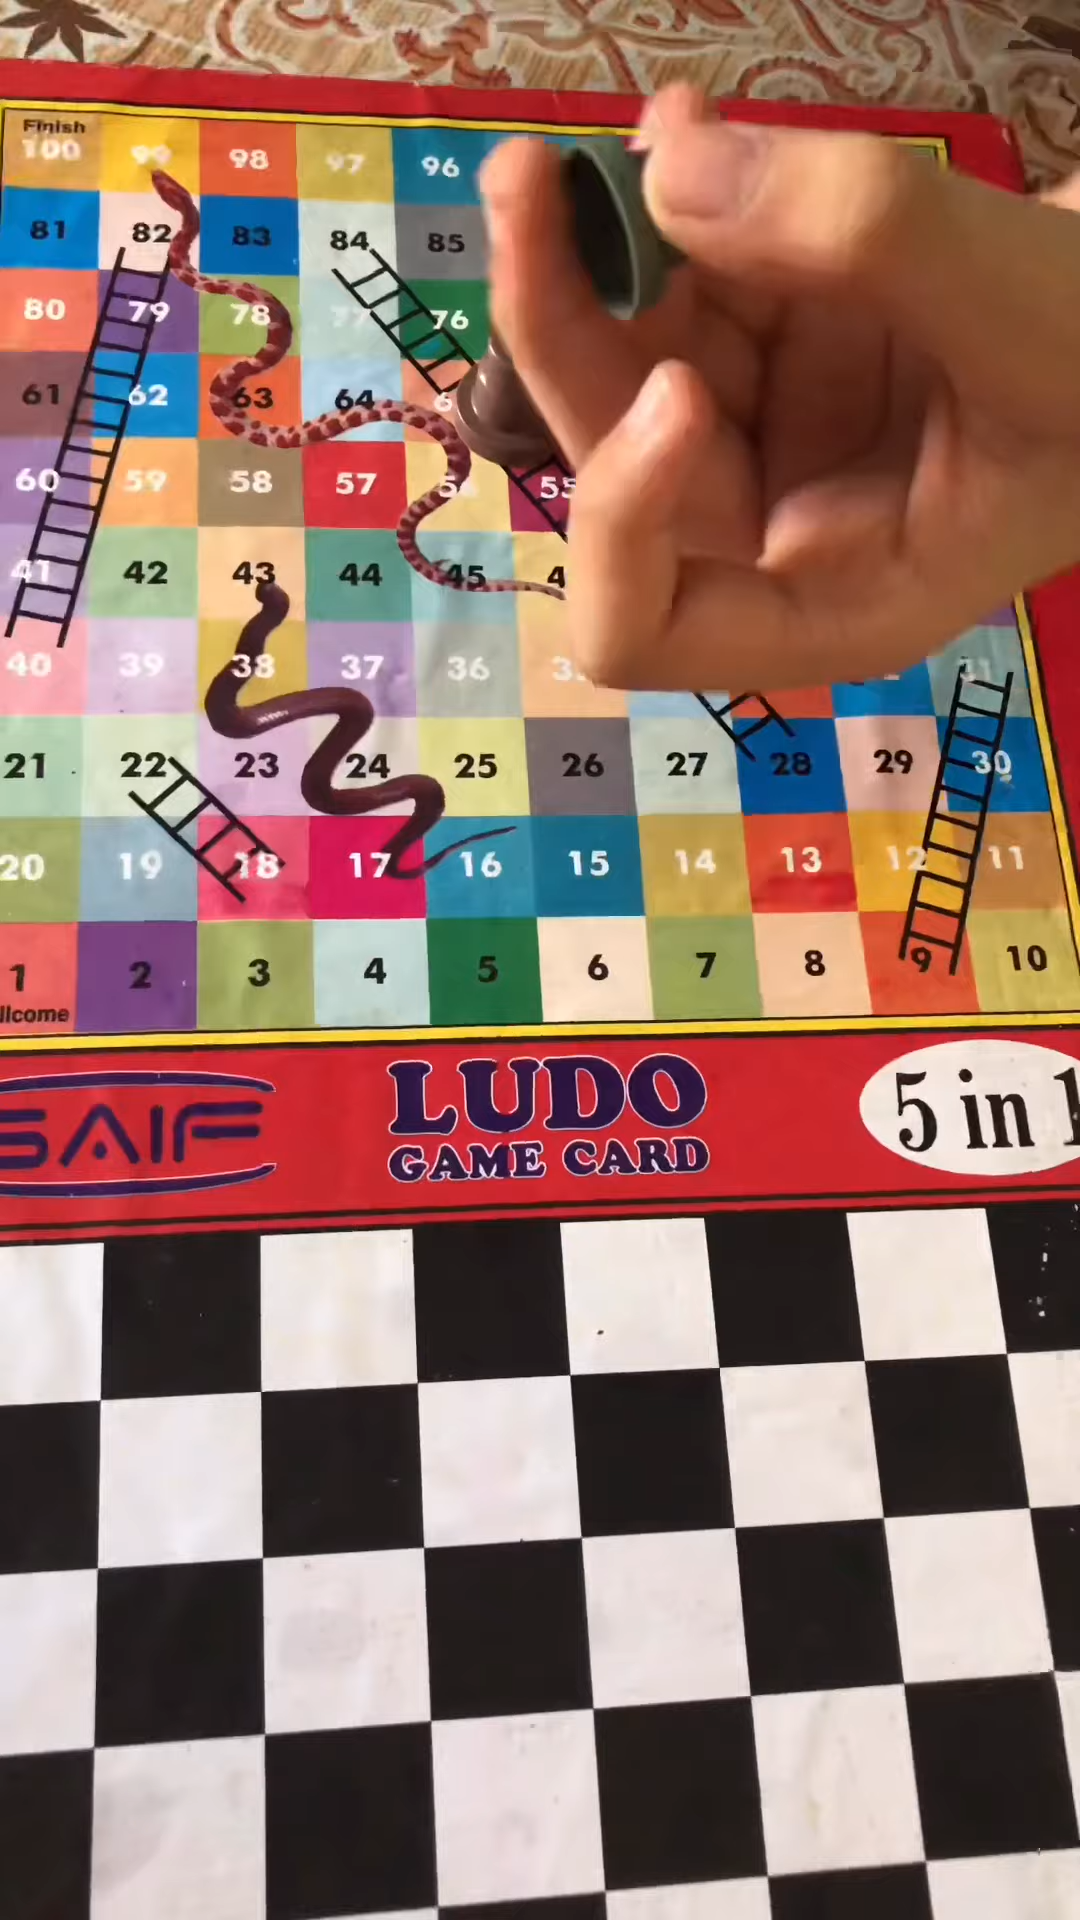 Finish
100 99 98 97 96
81 82 83 84 85
80 79 78 77 76
61 62 63 64
60 59 58 57 55
41 42 43 44 45
40 39 38 37 36 31
21 22 23 24 25 26 27 28 29 30
20 19 18 17 16 15 14 13 12 11
1 2 3 4 5 6 7 8 9 10
llcome
SAIF
LUDO
GAME CARD
5 in 1